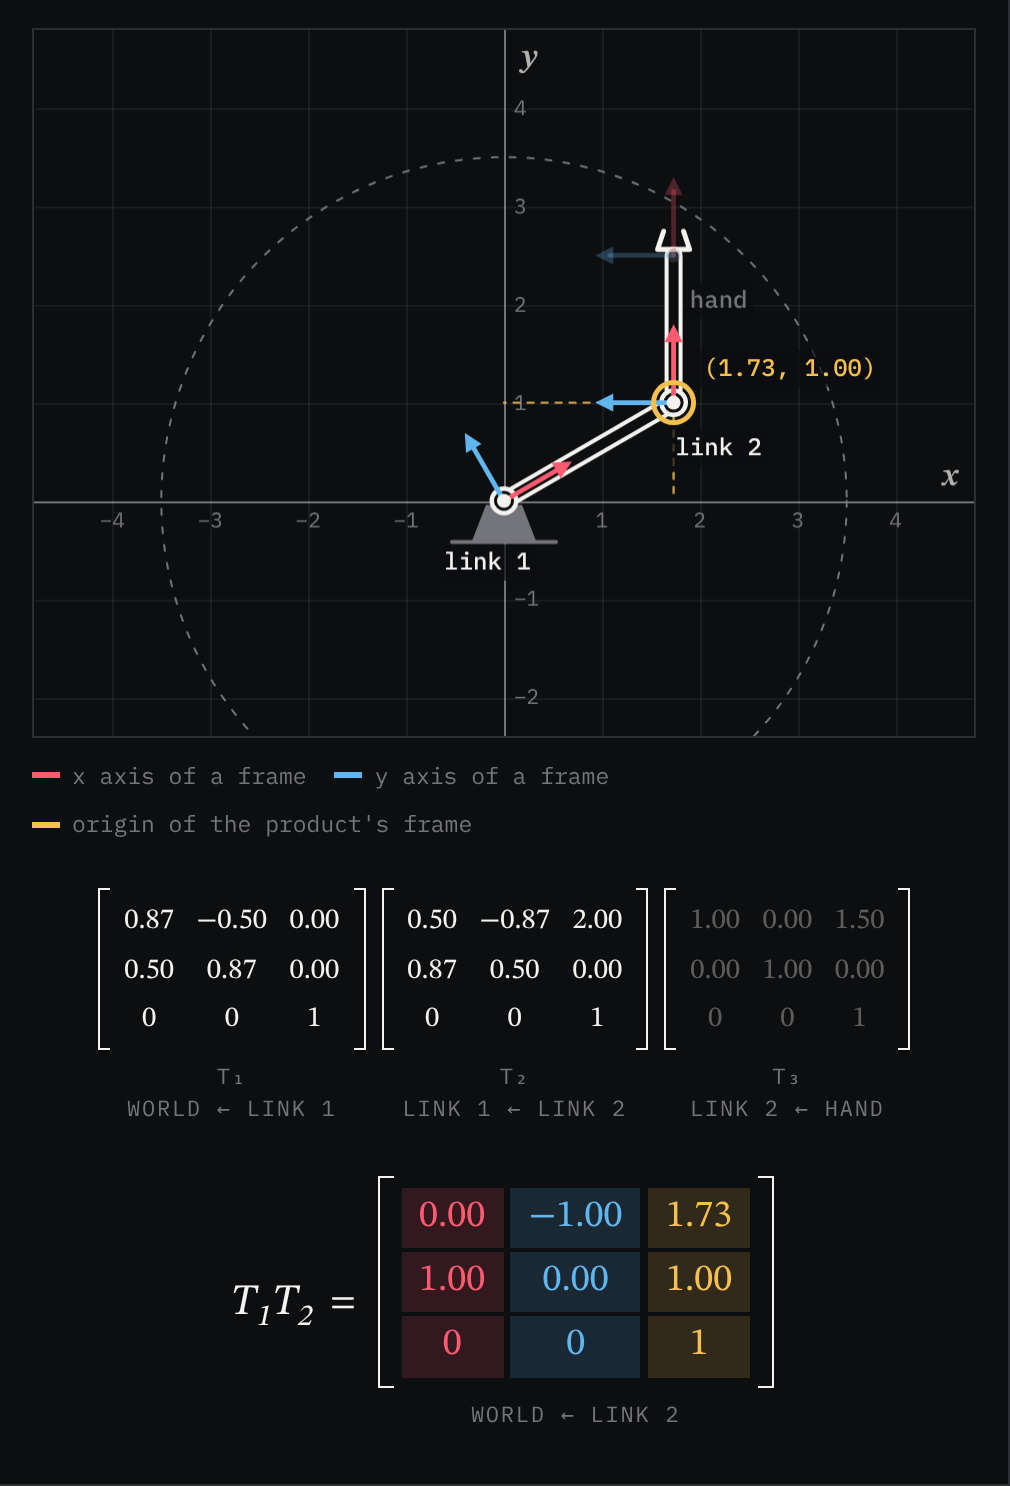 y
4
3
2
hand
(1.73, 1.00)
1
link 2
x
−4 −3 −2 −1 1 2 3 4
link 1
−1
−2
x axis of a frame y axis of a frame
origin of the product's frame
0.87 −0.50 0.00 0.50 −0.87 2.00 1.00 0.00 1.50
0.50 0.87 0.00 0.87 0.50 0.00 0.00 1.00 0.00
0 0 1 0 0 1 0 0 1
T₁ T₂ T₃
WORLD ← LINK 1 LINK 1 ← LINK 2 LINK 2 ← HAND
0.00 −1.00 1.73
1.00 0.00 1.00
T₁T₂ =
0 0 1
WORLD ← LINK 2